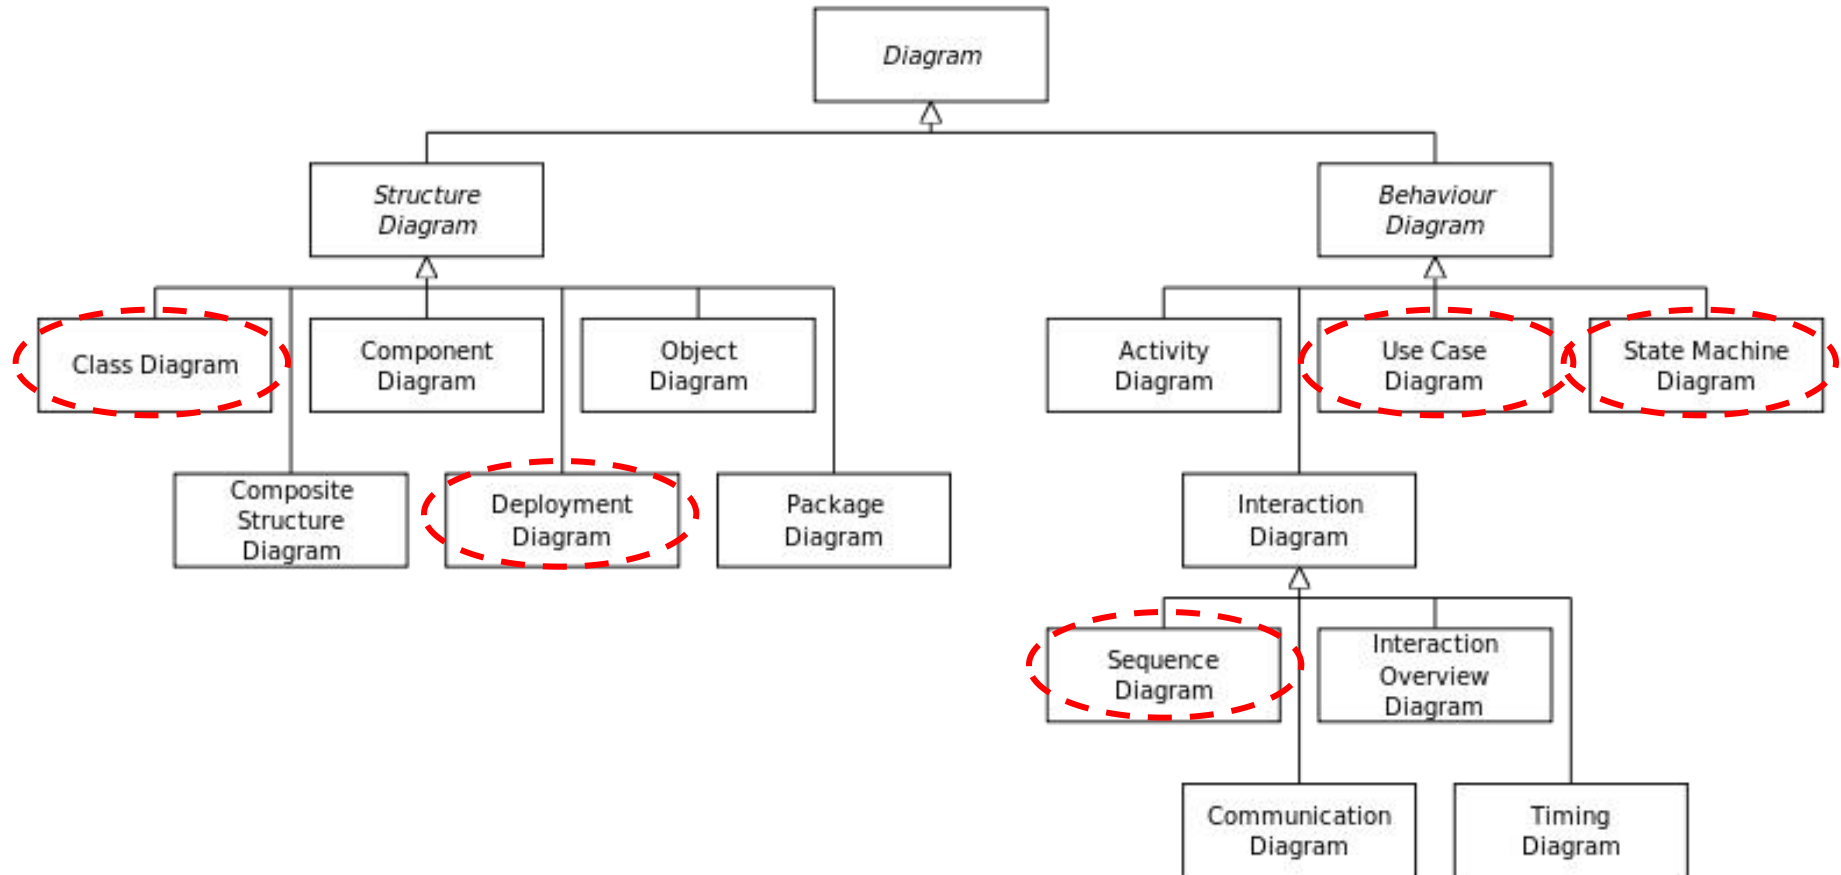 Diagram
Structure
Diagram
Behaviour
Diagram
Class Diagram
Component
Diagram
Object
Diagram
Activity
Diagram
Use Case
Diagram
State Machine
Diagram
Composite
Structure
Diagram
Deployment
Diagram
Package
Diagram
Interaction
Diagram
Sequence
Diagram
Interaction
Overview
Diagram
Communication
Diagram
Timing
Diagram